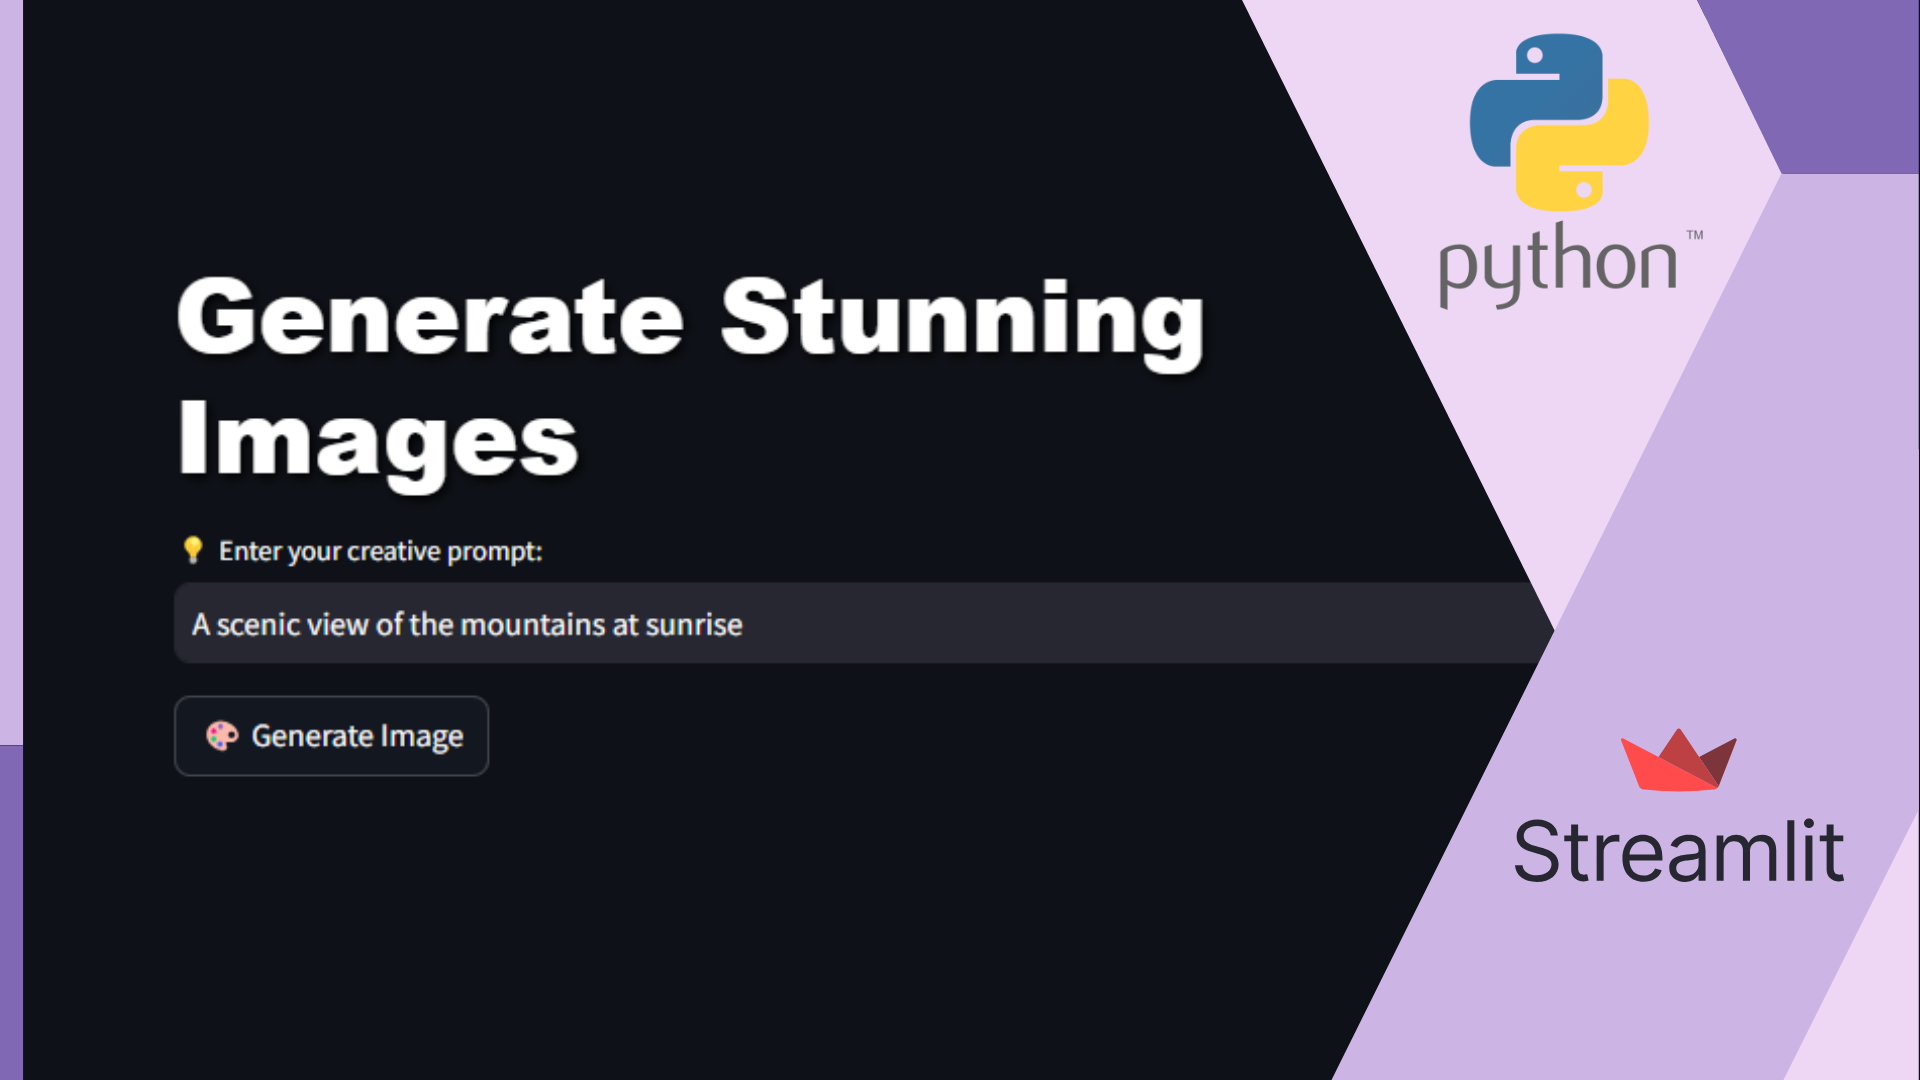 Generate Stunning
Images
💡 Enter your creative prompt:
A scenic view of the mountains at sunrise
🎨 Generate Image
python™
Streamlit